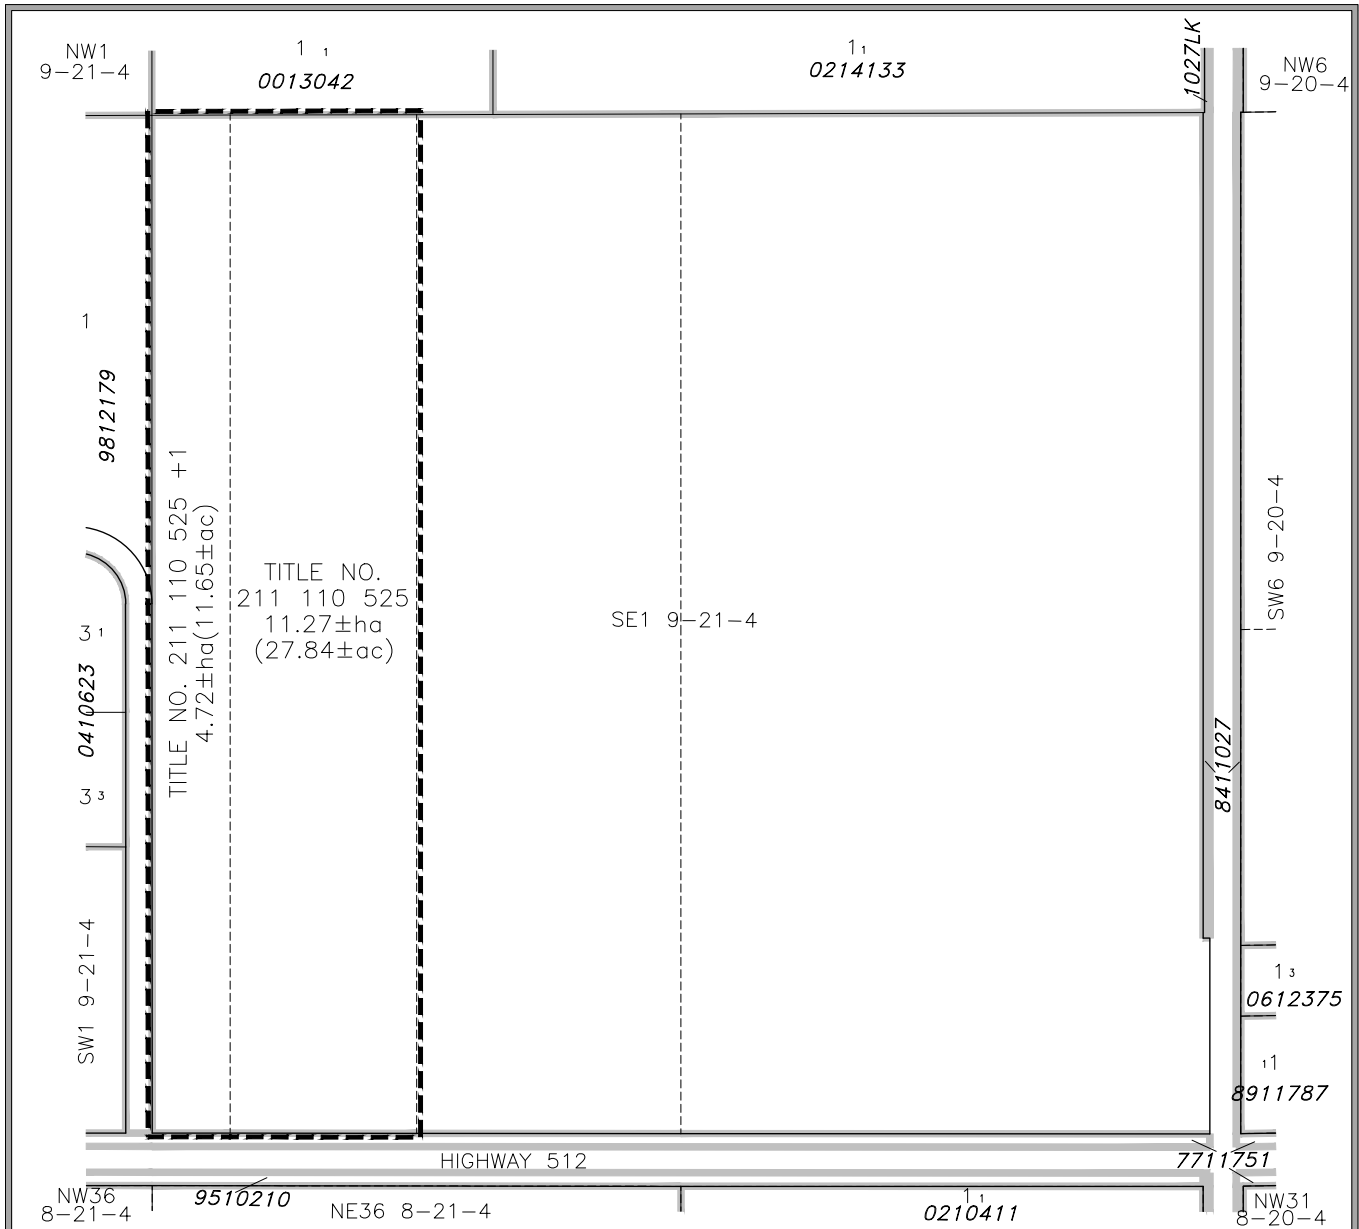 NW1
9-21-4
1 1
0013042
1 1
0214133
1027LK
NW6
9-20-4
1
9812179
TITLE NO. 211 110 525 +1
4.72±ha(11.65±ac)
TITLE NO.
211 110 525
11.27±ha
(27.84±ac)
SE1 9-21-4
SW6 9-20-4
3 1
0410623
3 3
8411027
SW1 9-21-4
1 3
0612375
1 1
8911787
HIGHWAY 512
7711751
NW36
8-21-4
9510210
NE36 8-21-4
1 1
0210411
NW31
8-20-4